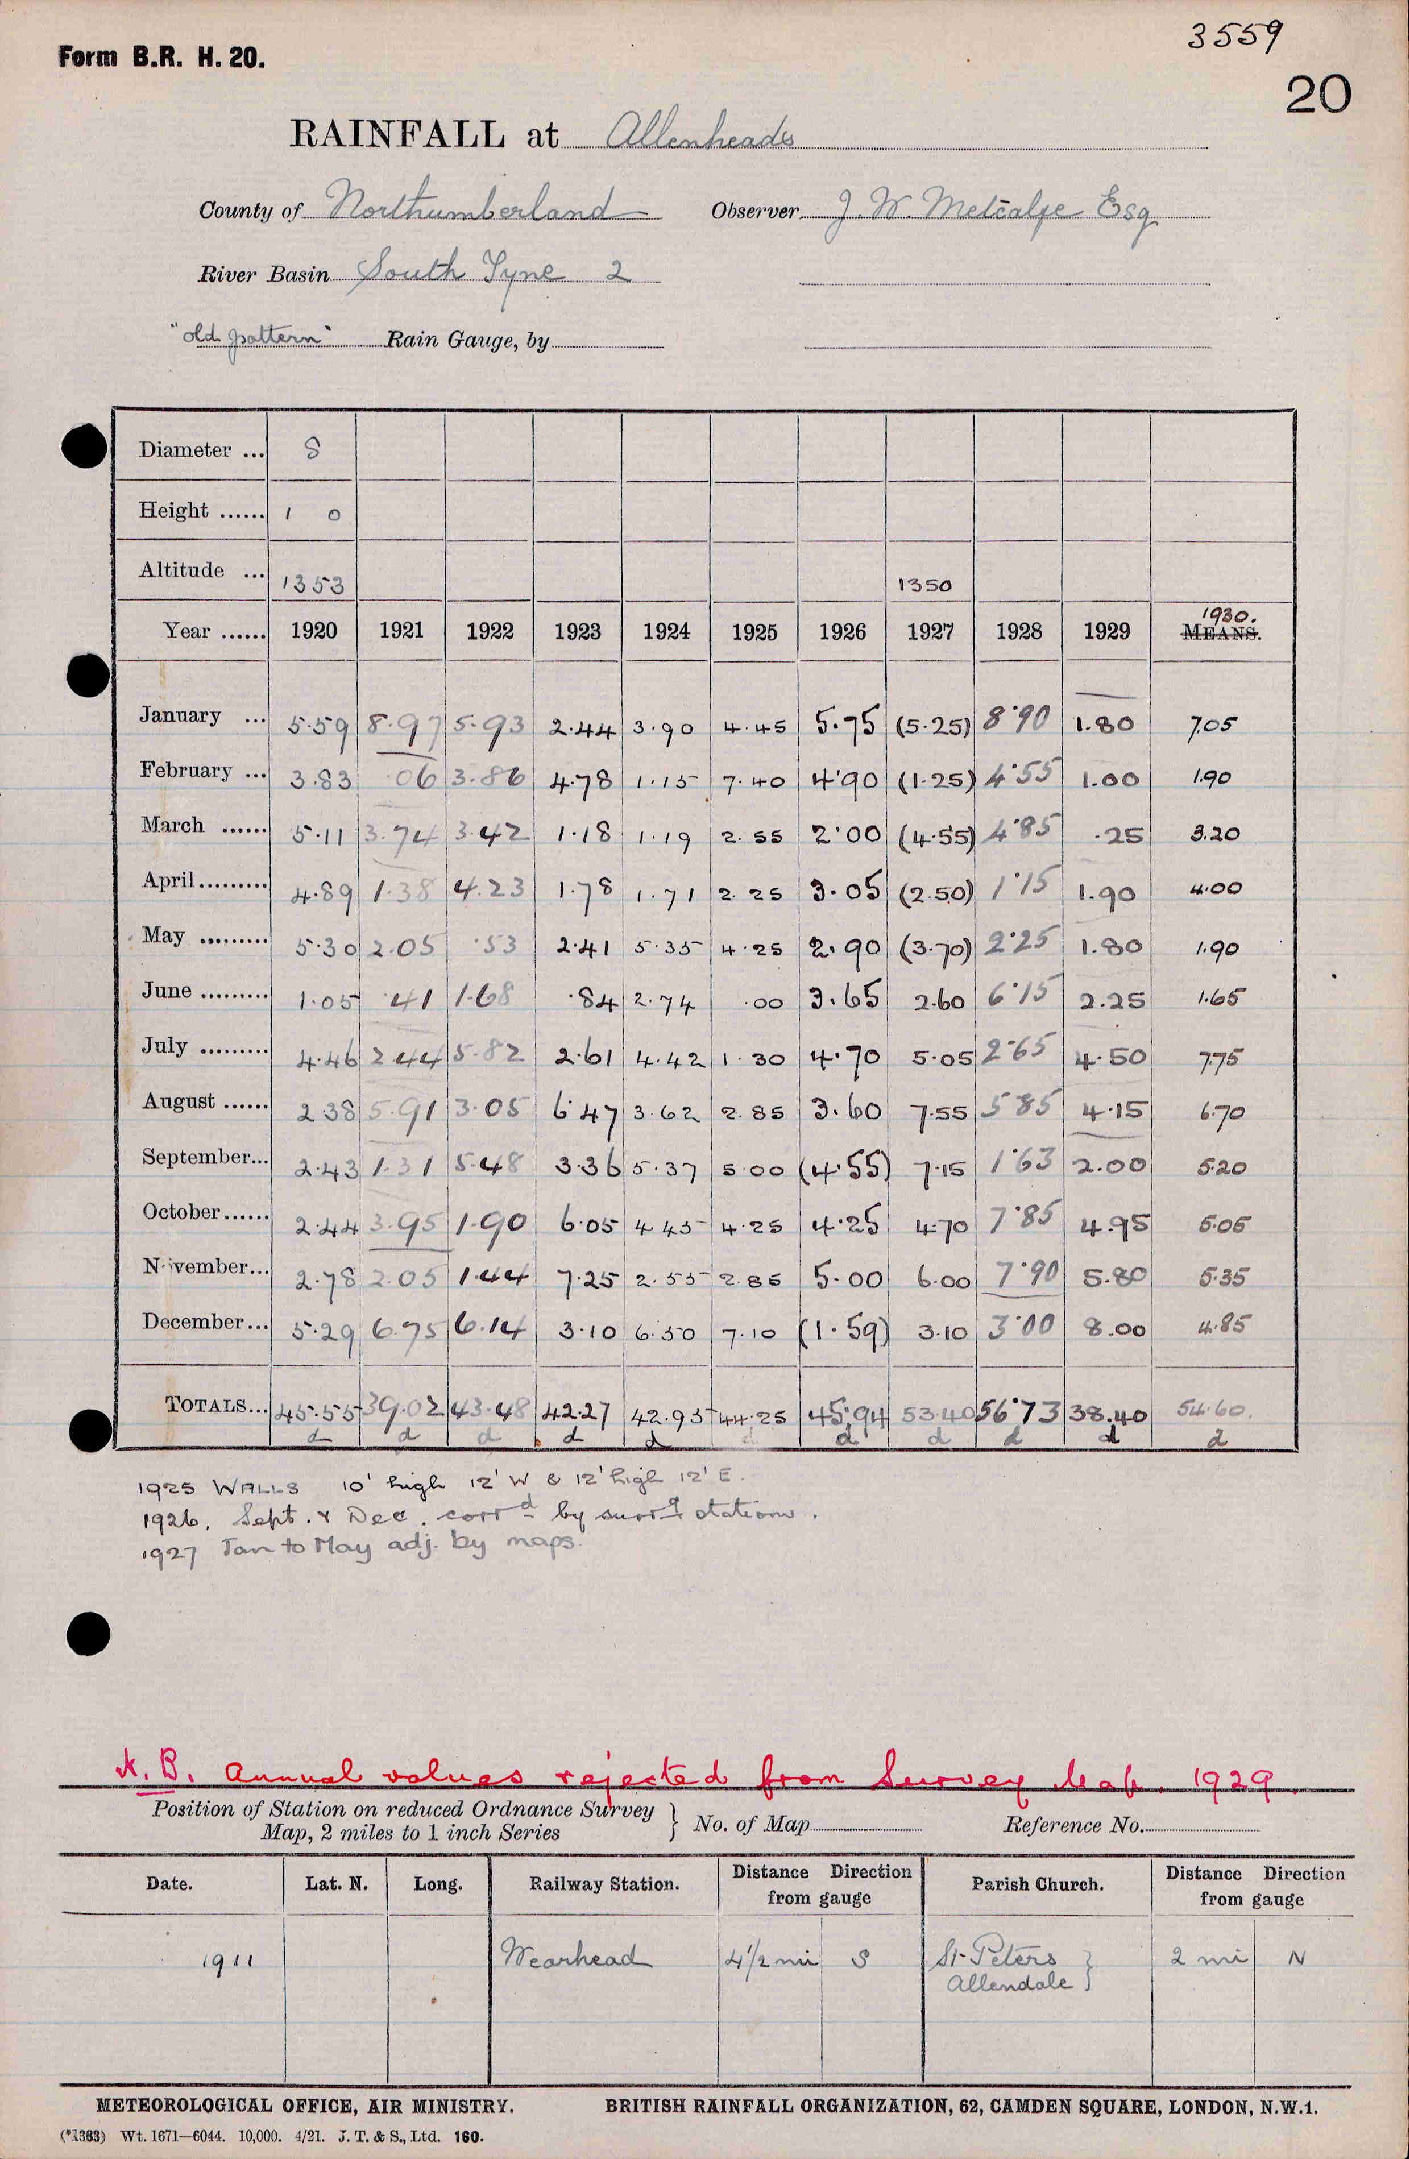 3559
Form B.R. H. 20.
20
RAINFALL at Allenheads
County of Northumberland Observer J. W. Metcalfe Esq
River Basin South Tyne 2
"old pattern" Rain Gauge, by
Diameter ... 8
Height ...... 1 0
Altitude ... 1353 1350
1930.
Year ...... 1920 1921 1922 1923 1924 1925 1926 1927 1928 1929 MEANS.
January ... 5.59 8.97 5.93 2.44 3.90 4.45 5.75 (5.25) 8.90 1.80 7.05
February ... 3.83 .06 3.86 4.78 1.15 7.40 4.90 (1.25) 4.55 1.00 1.90
March ...... 5.11 3.74 3.42 1.18 1.19 2.55 2.00 (4.55) 4.85 .25 3.20
April ......... 4.89 1.38 4.23 1.78 1.71 2.25 3.05 (2.50) 1.15 1.90 4.00
May ......... 5.30 2.05 .53 2.41 5.35 4.25 2.90 (3.70) 2.25 1.80 1.90
June ......... 1.05 .41 1.68 .84 2.74 .00 3.65 2.60 6.15 2.25 1.65
July ......... 4.46 2.44 5.82 2.61 4.42 1.30 4.70 5.05 2.65 4.50 7.75
August ...... 2.38 5.91 3.05 6.47 3.62 2.85 3.60 7.55 5.85 4.15 6.70
September... 2.43 1.31 5.48 3.36 5.37 5.00 (4.55) 7.15 1.63 2.00 5.20
October...... 2.44 3.95 1.90 6.05 4.45 4.25 4.25 4.70 7.85 4.95 5.05
November... 2.78 2.05 1.44 7.25 2.55 2.85 5.00 6.00 7.90 5.80 5.35
December... 5.29 6.75 6.14 3.10 6.50 7.10 (1.59) 3.10 3.00 8.00 4.85
TOTALS... 45.55 39.02 43.48 42.27 42.95 44.25 45.94 53.40 56.73 38.40 54.60
d d d d d d d d d d d
1925 WALLS 10' high 12' W & 12' high 12' E.
1926. Sept. & Dec. corrd by surrg stations.
1927 Jan to May adj. by maps.
N.B. Annual values rejected from Survey Map. 1929.
Position of Station on reduced Ordnance Survey
Map, 2 miles to 1 inch Series } No. of Map Reference No.
Date. Lat. N. Long. Railway Station. Distance Direction from gauge Parish Church. Distance Direction from gauge
1911 Wearhead 4 1/2 mi S St Peters 2 mi N
Allendale }
METEOROLOGICAL OFFICE, AIR MINISTRY. BRITISH RAINFALL ORGANIZATION, 62, CAMDEN SQUARE, LONDON, N.W.1.
(*1383) Wt. 1671—6044. 10,000. 4/21. J. T. & S., Ltd. 160.